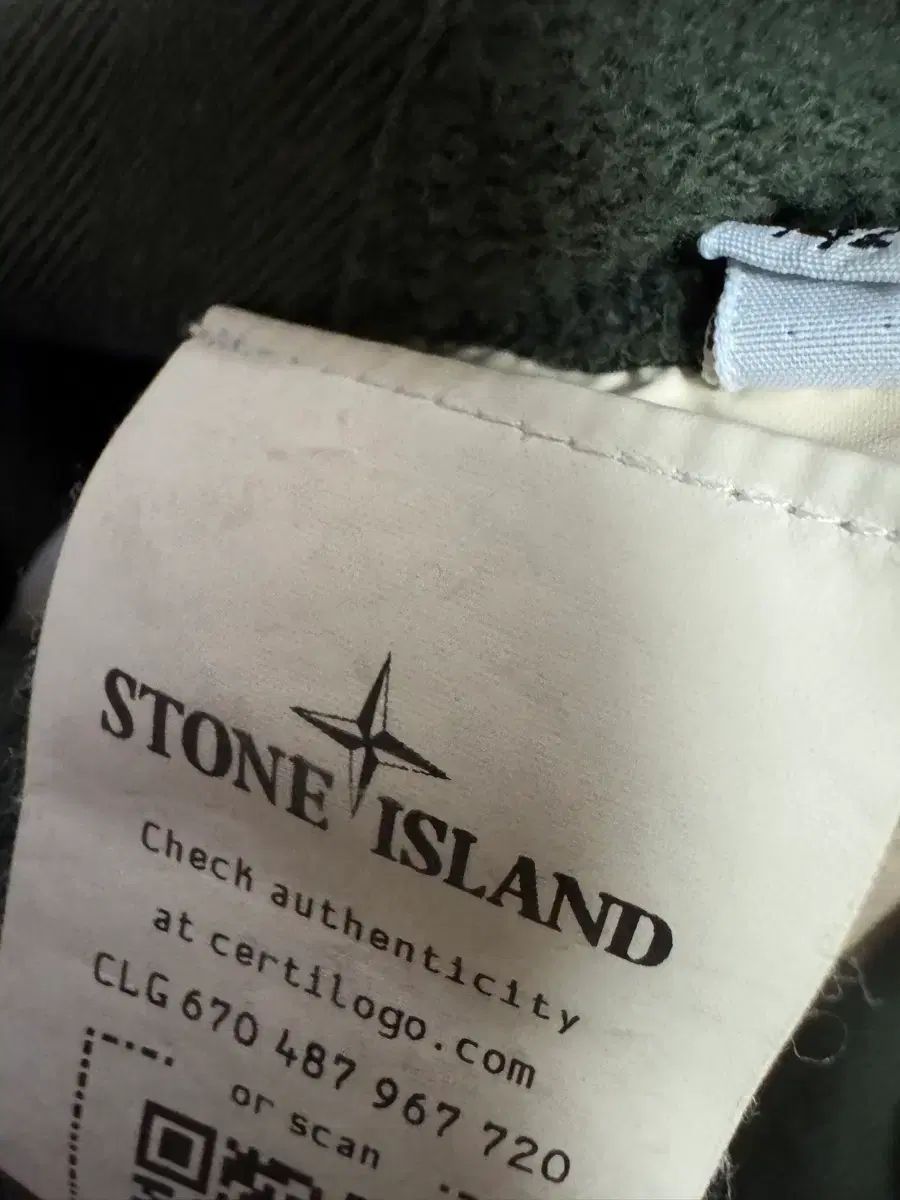 STONE ISLAND
Check authenticity
at certilogo.com
CLG 670 487 967 720
or scan